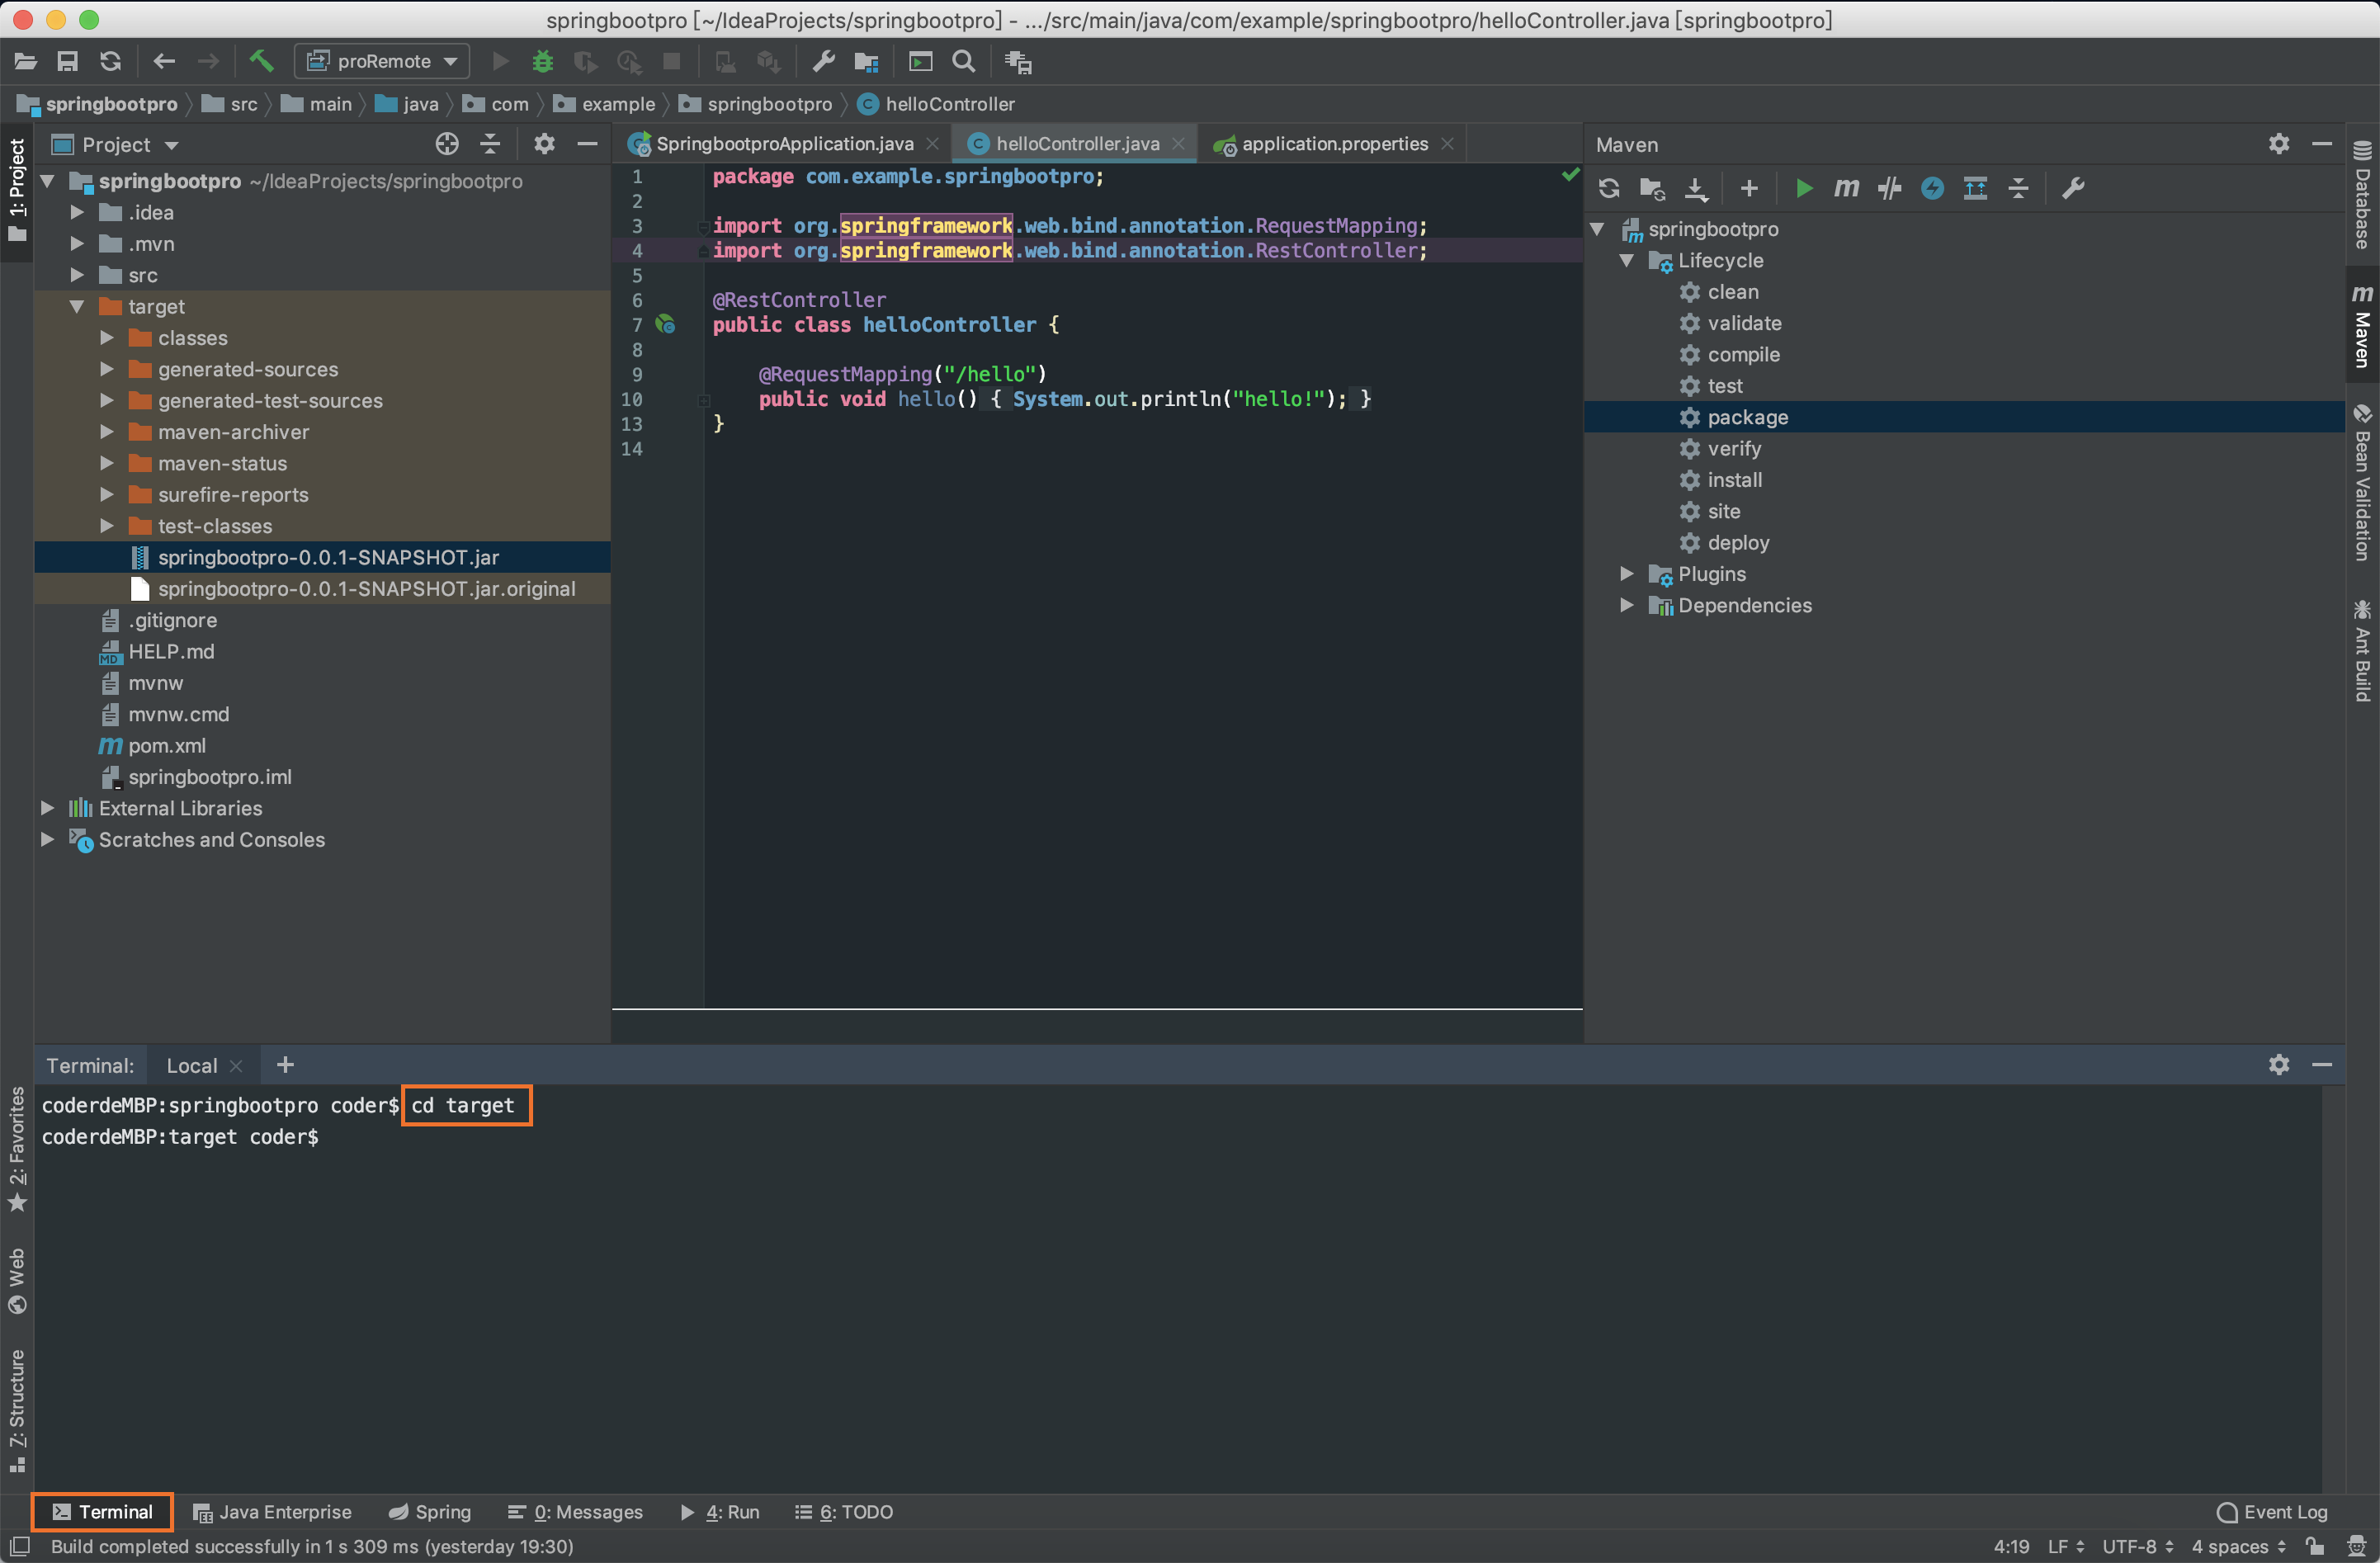 springbootpro [~/IdeaProjects/springbootpro] - .../src/main/java/com/example/springbootpro/helloController.java [springbootpro]
proRemote
springbootpro src main java com example springbootpro helloController
1: Project
Project
springbootpro ~/IdeaProjects/springbootpro
.idea
.mvn
src
target
classes
generated-sources
generated-test-sources
maven-archiver
maven-status
surefire-reports
test-classes
springbootpro-0.0.1-SNAPSHOT.jar
springbootpro-0.0.1-SNAPSHOT.jar.original
.gitignore
MD HELP.md
mvnw
mvnw.cmd
m pom.xml
springbootpro.iml
External Libraries
Scratches and Consoles
SpringbootproApplication.java C helloController.java application.properties
1 package com.example.springbootpro;
2
3 import org.springframework.web.bind.annotation.RequestMapping;
4 import org.springframework.web.bind.annotation.RestController;
5
6 @RestController
7 public class helloController {
8
9 @RequestMapping("/hello")
10 public void hello() { System.out.println("hello!"); }
13 }
14
Maven
m
springbootpro
Lifecycle
clean
validate
compile
test
package
verify
install
site
deploy
Plugins
Dependencies
Database
m Maven
Bean Validation
Ant Build
Terminal: Local
coderdeMBP:springbootpro coder$ cd target
coderdeMBP:target coder$
2: Favorites
Web
Z: Structure
Terminal Java Enterprise Spring 0: Messages 4: Run 6: TODO Event Log
Build completed successfully in 1 s 309 ms (yesterday 19:30) 4:19 LF UTF-8 4 spaces